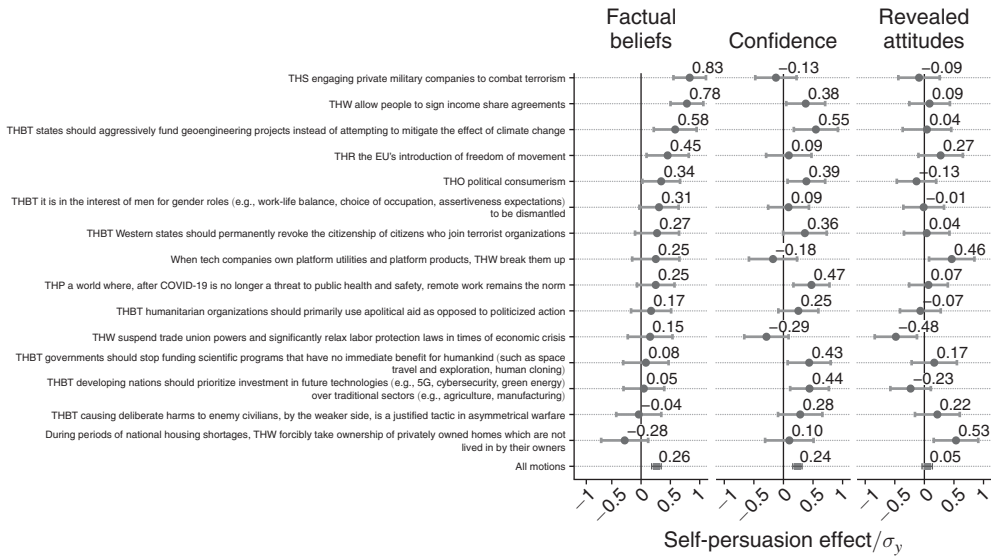 Factual beliefs
Confidence
Revealed attitudes
THS engaging private military companies to combat terrorism 0.83 −0.13 −0.09
THW allow people to sign income share agreements 0.78 0.38 0.09
THBT states should aggressively fund geoengineering projects instead of attempting to mitigate the effect of climate change 0.58 0.55 0.04
THR the EU's introduction of freedom of movement 0.45 0.09 0.27
THO political consumerism 0.34 0.39 −0.13
THBT it is in the interest of men for gender roles (e.g., work-life balance, choice of occupation, assertiveness expectations)
to be dismantled 0.31 0.09 −0.01
THBT Western states should permanently revoke the citizenship of citizens who join terrorist organizations 0.27 0.36 0.04
When tech companies own platform utilities and platform products, THW break them up 0.25 −0.18 0.46
THP a world where, after COVID-19 is no longer a threat to public health and safety, remote work remains the norm 0.25 0.47 0.07
THBT humanitarian organizations should primarily use apolitical aid as opposed to politicized action 0.17 0.25 −0.07
THW suspend trade union powers and significantly relax labor protection laws in times of economic crisis 0.15 −0.29 −0.48
THBT governments should stop funding scientific programs that have no immediate benefit for humankind (such as space
travel and exploration, human cloning) 0.08 0.43 0.17
THBT developing nations should prioritize investment in future technologies (e.g., 5G, cybersecurity, green energy)
over traditional sectors (e.g., agriculture, manufacturing) 0.05 0.44 −0.23
THBT causing deliberate harms to enemy civilians, by the weaker side, is a justified tactic in asymmetrical warfare −0.04 0.28 0.22
During periods of national housing shortages, THW forcibly take ownership of privately owned homes which are not
lived in by their owners −0.28 0.10 0.53
All motions 0.26 0.24 0.05
−1 −0.5 0 0.5 1 −1 −0.5 0 0.5 1 −1 −0.5 0 0.5 1
Self-persuasion effect/σy